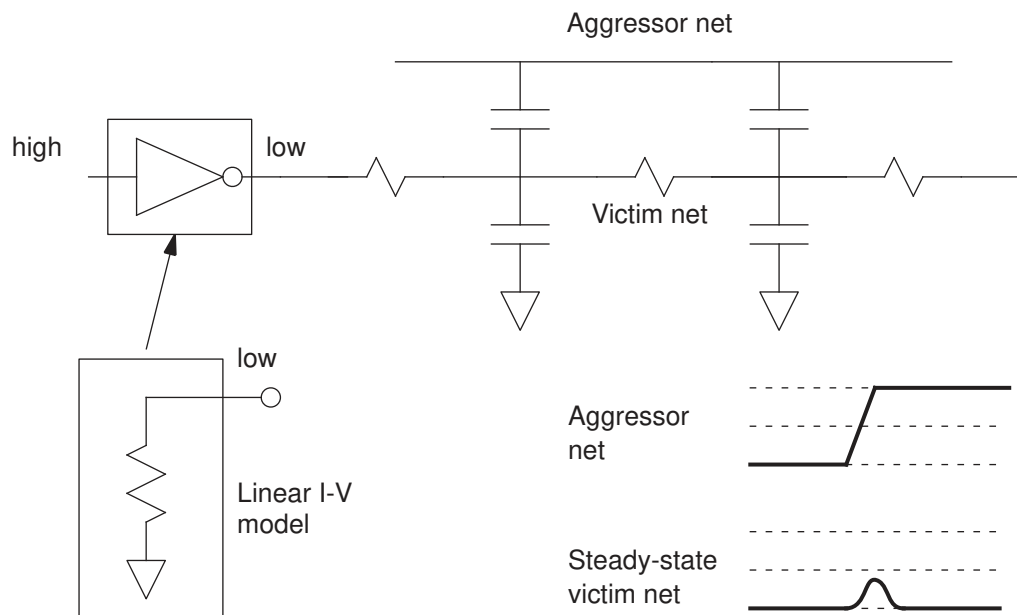 Aggressor net
high
low
Victim net
low
Linear I-V
model
Aggressor
net
Steady-state
victim net